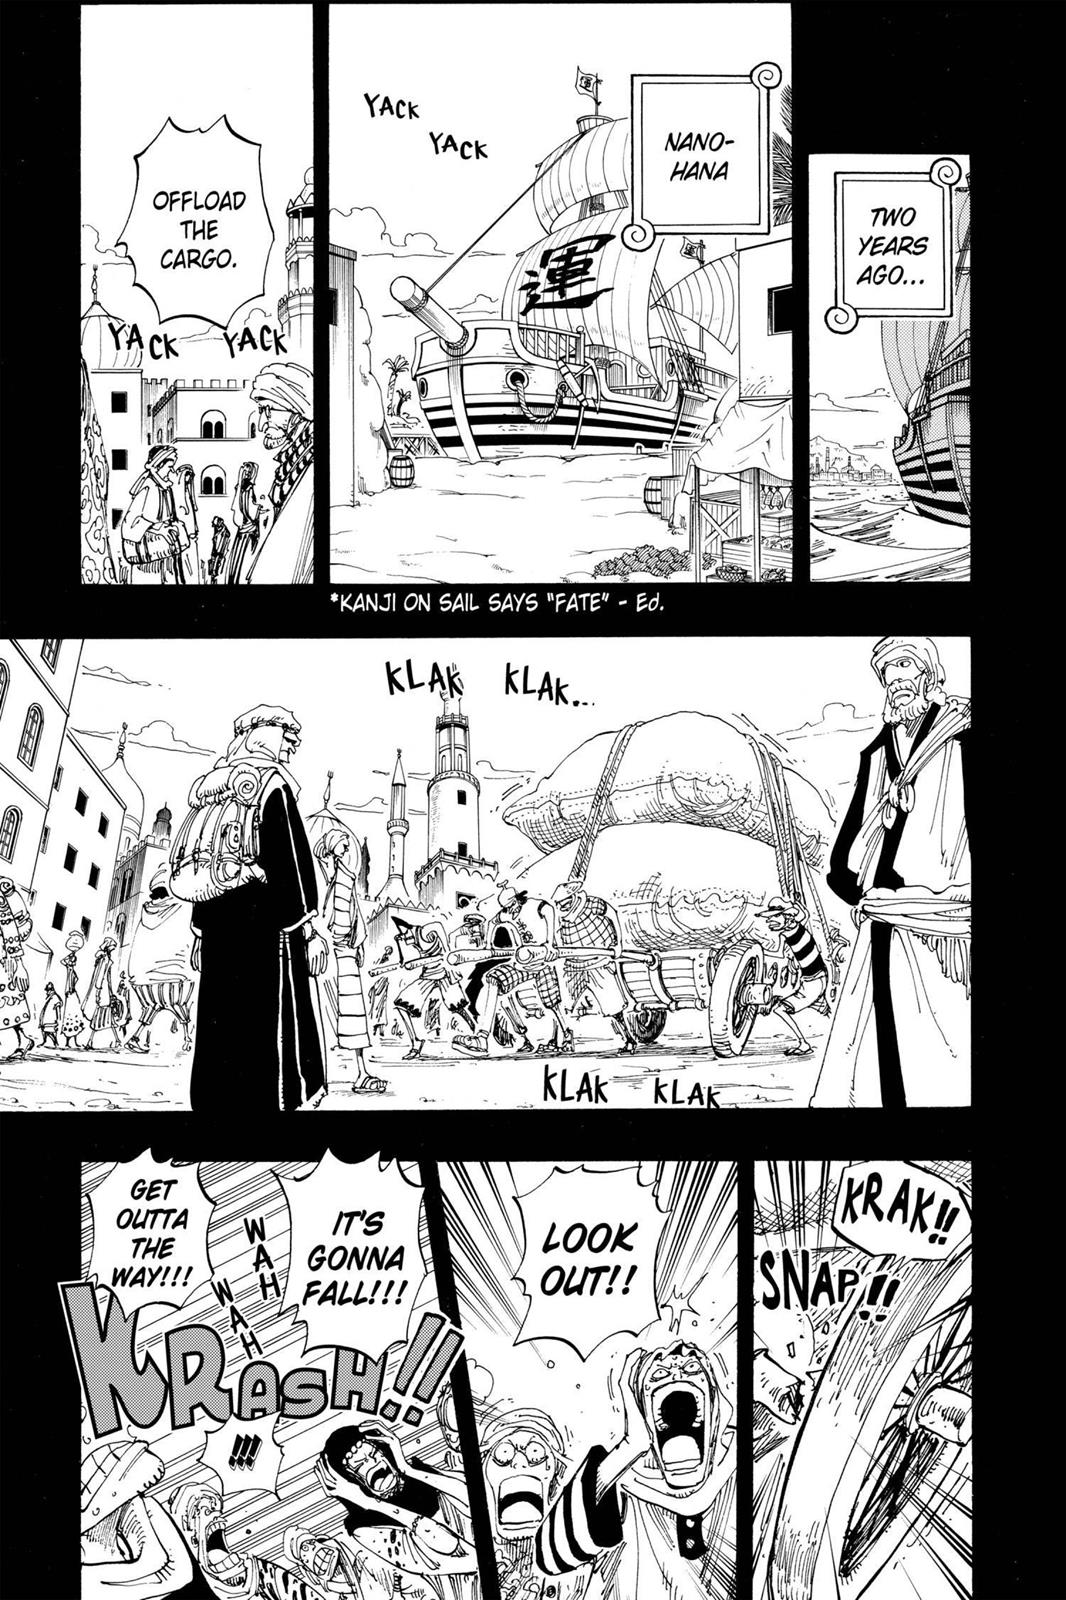 TWO
YEARS
AGO...
NANO-
HANA
YACK
YACK
運
*KANJI ON SAIL SAYS "FATE" - Ed.
OFFLOAD
THE
CARGO.
YACK
YACK
KLAK
KLAK...
KLAK
KLAK
KRAK!!
SNAP!!
LOOK
OUT!!
IT'S
GONNA
FALL!!!
WAH
WAH
GET
OUTTA
THE
WAY!!!
KRASH!!
!!!